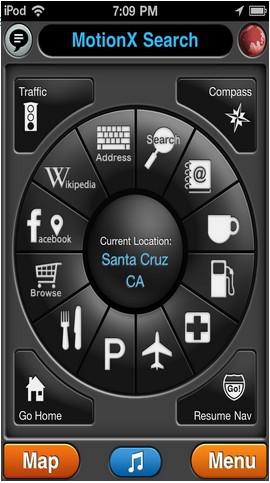 iPod 7:09 PM
MotionX Search
Traffic
Compass
Address
Search
Wikipedia
@
facebook
Current Location:
Santa Cruz
CA
Browse
P
Go Home
Go!
Resume Nav
Map
Menu